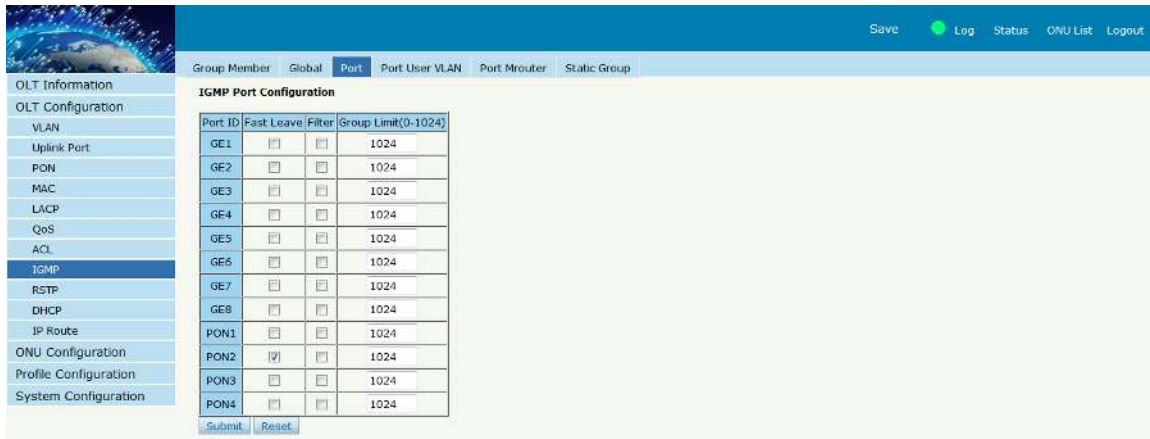 Save Log Status ONU List Logout
Group Member Global Port Port User VLAN Port Mrouter Static Group
OLT Information
OLT Configuration
VLAN
Uplink Port
PON
MAC
LACP
QoS
ACL
IGMP
RSTP
DHCP
IP Route
ONU Configuration
Profile Configuration
System Configuration
IGMP Port Configuration
Port ID Fast Leave Filter Group Limit(0-1024)
GE1 1024
GE2 1024
GE3 1024
GE4 1024
GE5 1024
GE6 1024
GE7 1024
GE8 1024
PON1 1024
PON2 1024
PON3 1024
PON4 1024
Submit Reset